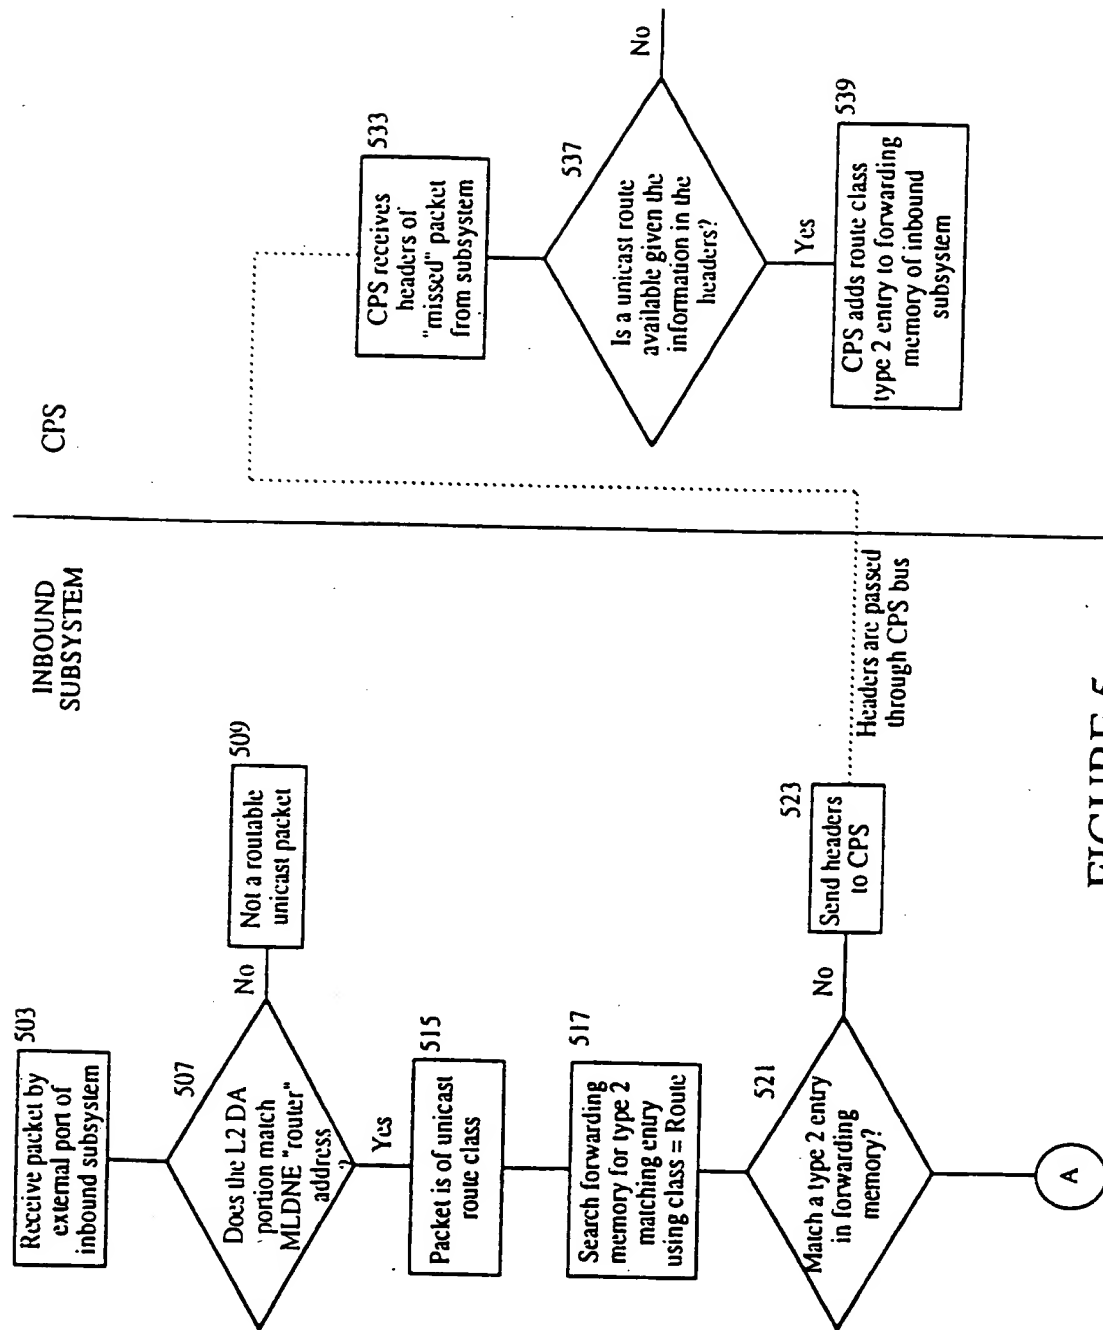 INBOUND
SUBSYSTEM
503
Receive packet by
external port of
inbound subsystem
507
Does the L2 DA
portion match
MLDNE "router"
address
?
No
509
Not a routable
unicast packet
Yes
515
Packet is of unicast
route class
517
Search forwarding
memory for type 2
matching entry
using class = Route
521
Match a type 2 entry
in forwarding
memory?
No
523
Send headers
to CPS
Headers are passed
through CPS bus
A
CPS
533
CPS receives
headers of
"missed" packet
from subsystem
537
Is a unicast route
available given the
information in the
headers?
No
Yes
539
CPS adds route class
type 2 entry to forwarding
memory of inbound
subsystem
FIGURE 5